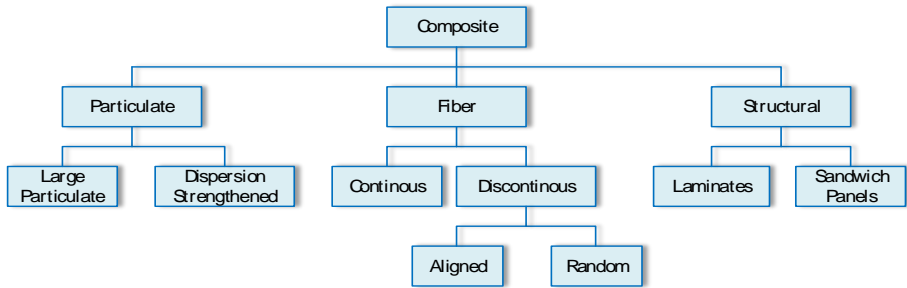 Composite
Particulate
Fiber
Structural
Large
Particulate
Dispersion
Strengthened
Continous
Discontinous
Laminates
Sandwich
Panels
Aligned
Random